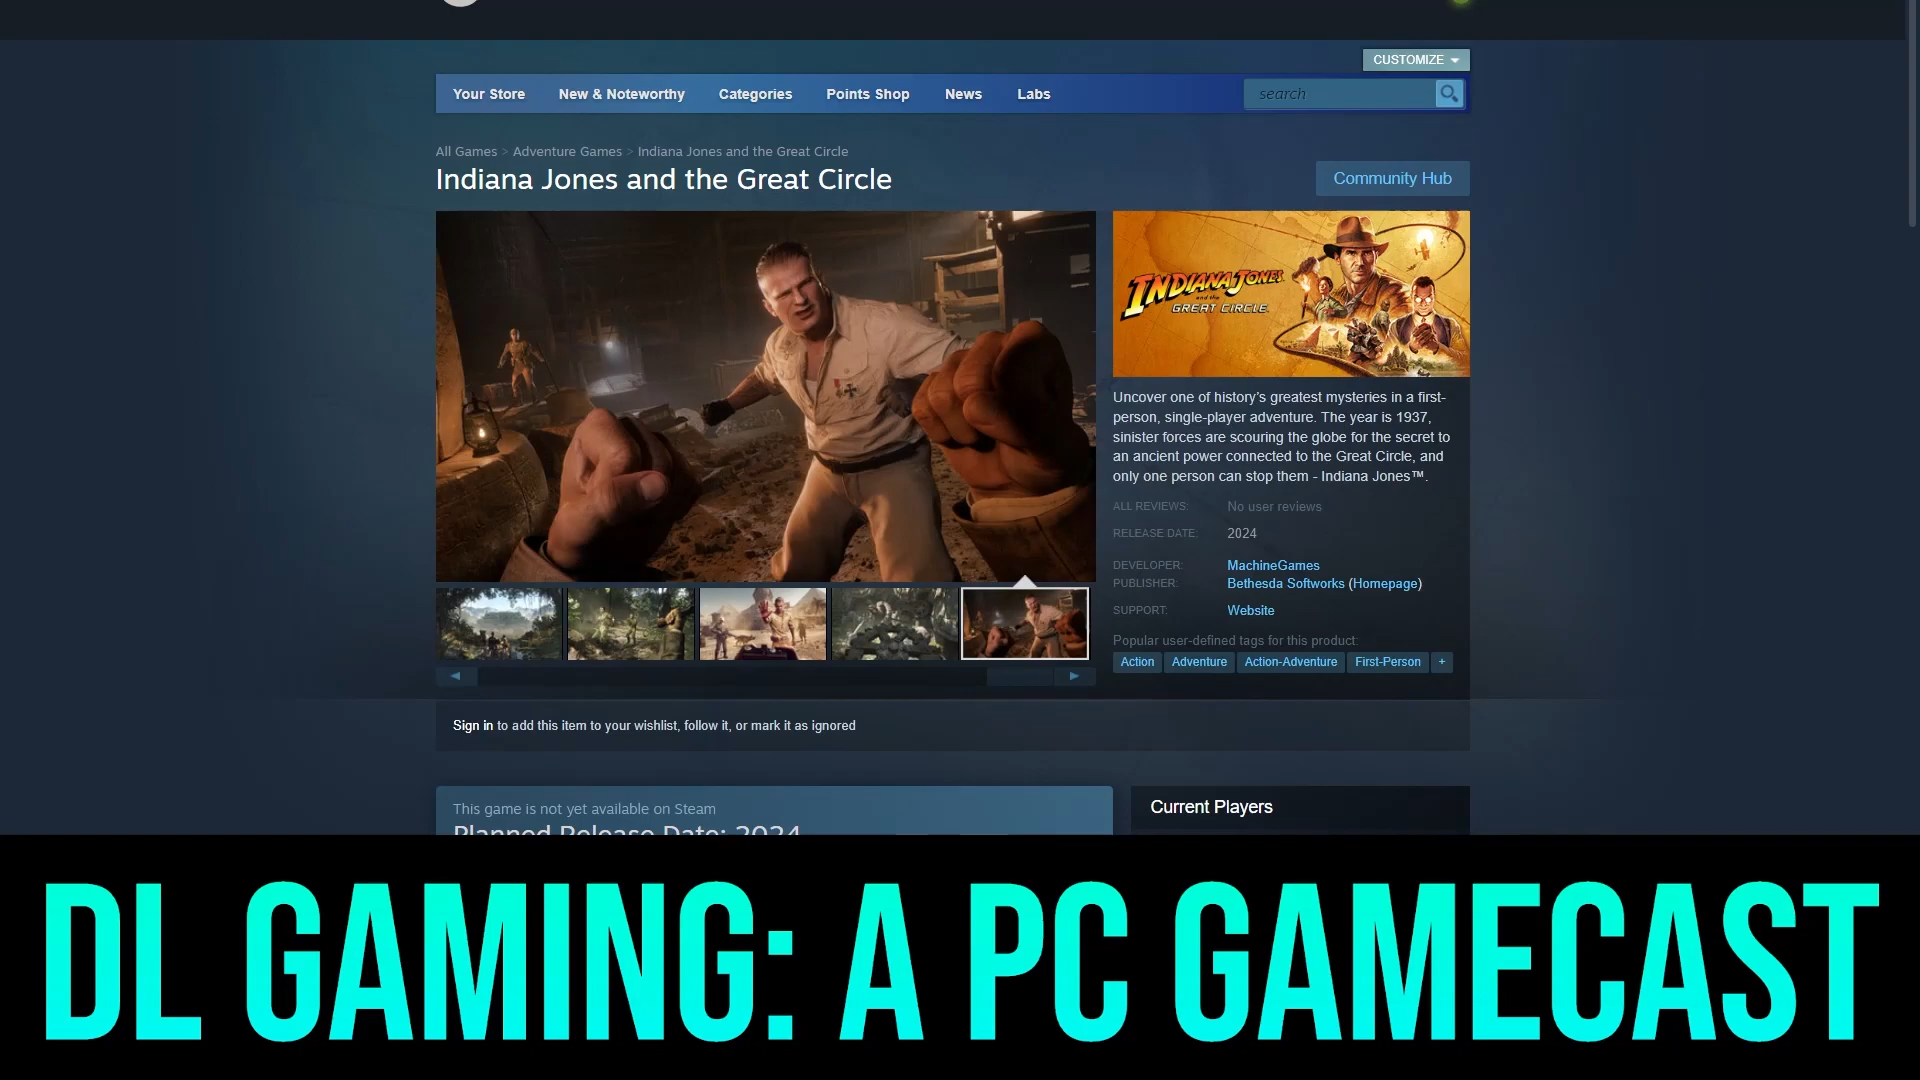 CUSTOMIZE
Your Store New & Noteworthy Categories Points Shop News Labs search
All Games > Adventure Games > Indiana Jones and the Great Circle
Indiana Jones and the Great Circle
Community Hub
INDIANA JONES
and the
GREAT CIRCLE
Uncover one of history's greatest mysteries in a first-
person, single-player adventure. The year is 1937,
sinister forces are scouring the globe for the secret to
an ancient power connected to the Great Circle, and
only one person can stop them - Indiana Jones™.
ALL REVIEWS: No user reviews
RELEASE DATE: 2024
DEVELOPER: MachineGames
PUBLISHER: Bethesda Softworks (Homepage)
SUPPORT: Website
Popular user-defined tags for this product:
Action Adventure Action-Adventure First-Person +
Sign in to add this item to your wishlist, follow it, or mark it as ignored
This game is not yet available on Steam
Planned Release Date: 2024
Current Players
DL GAMING: A PC GAMECAST